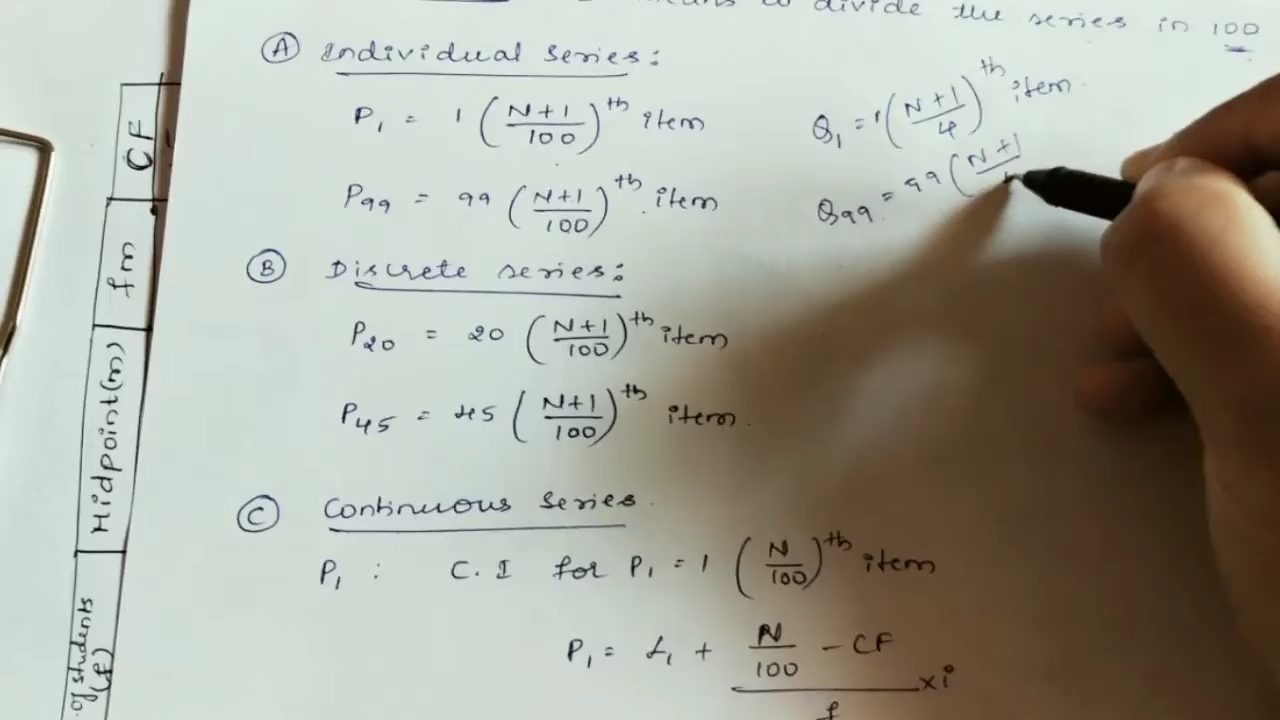 means to divide the series in 100
(A) Individual series:
P₁ = 1 ((N+1)/100)ᵗʰ item
Q₁ = 1 ((N+1)/4)ᵗʰ item.
P₉₉ = 99 ((N+1)/100)ᵗʰ item
Q₉₉ = 99 (N+1
(B) Discrete series:
P₂₀ = 20 ((N+1)/100)ᵗʰ item
P₄₅ = 45 ((N+1)/100)ᵗʰ item.
(C) Continuous series.
P₁ : C.I for P₁ = 1 (N/100)ᵗʰ item
P₁ = L₁ + (N/100 - CF)/f × i
CF
fm
Midpoint(m)
of students (f)